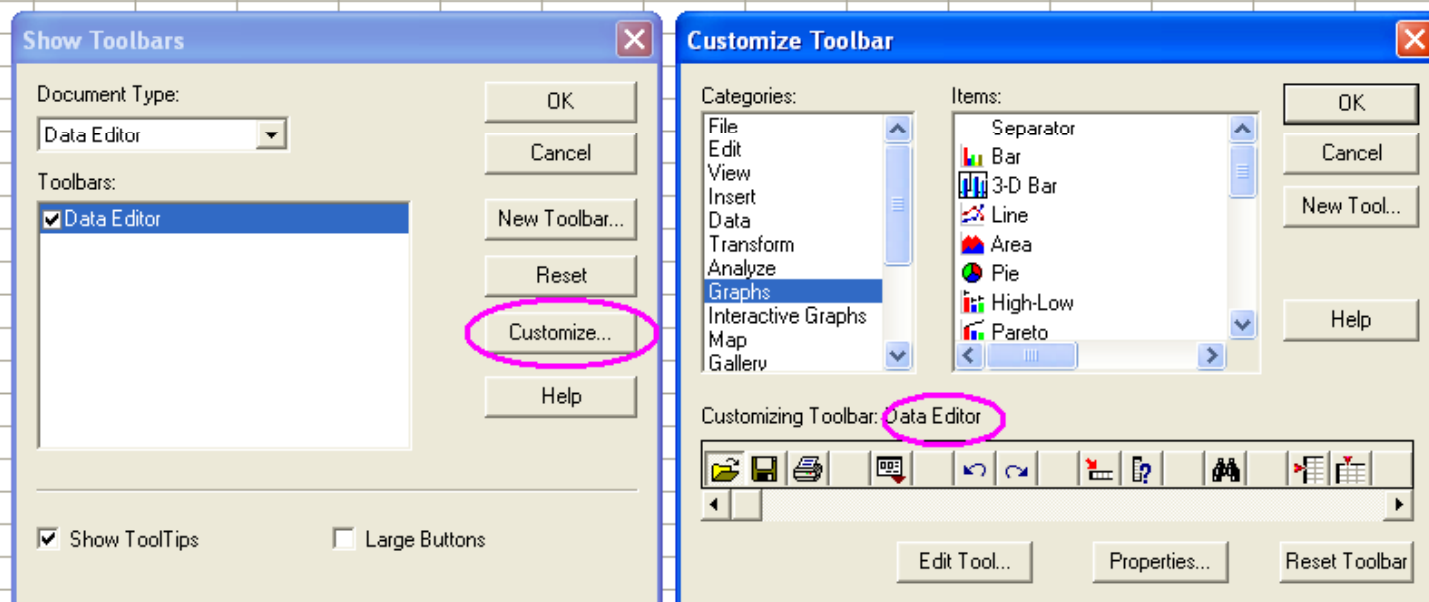 Show Toolbars
Document Type:
Data Editor
Toolbars:
Data Editor
OK
Cancel
New Toolbar...
Reset
Customize...
Help
Show ToolTips
Large Buttons
Customize Toolbar
Categories:
File
Edit
View
Insert
Data
Transform
Analyze
Graphs
Interactive Graphs
Map
Gallery
Items:
Separator
Bar
3-D Bar
Line
Area
Pie
High-Low
Pareto
OK
Cancel
New Tool...
Help
Customizing Toolbar: Data Editor
Edit Tool...
Properties...
Reset Toolbar